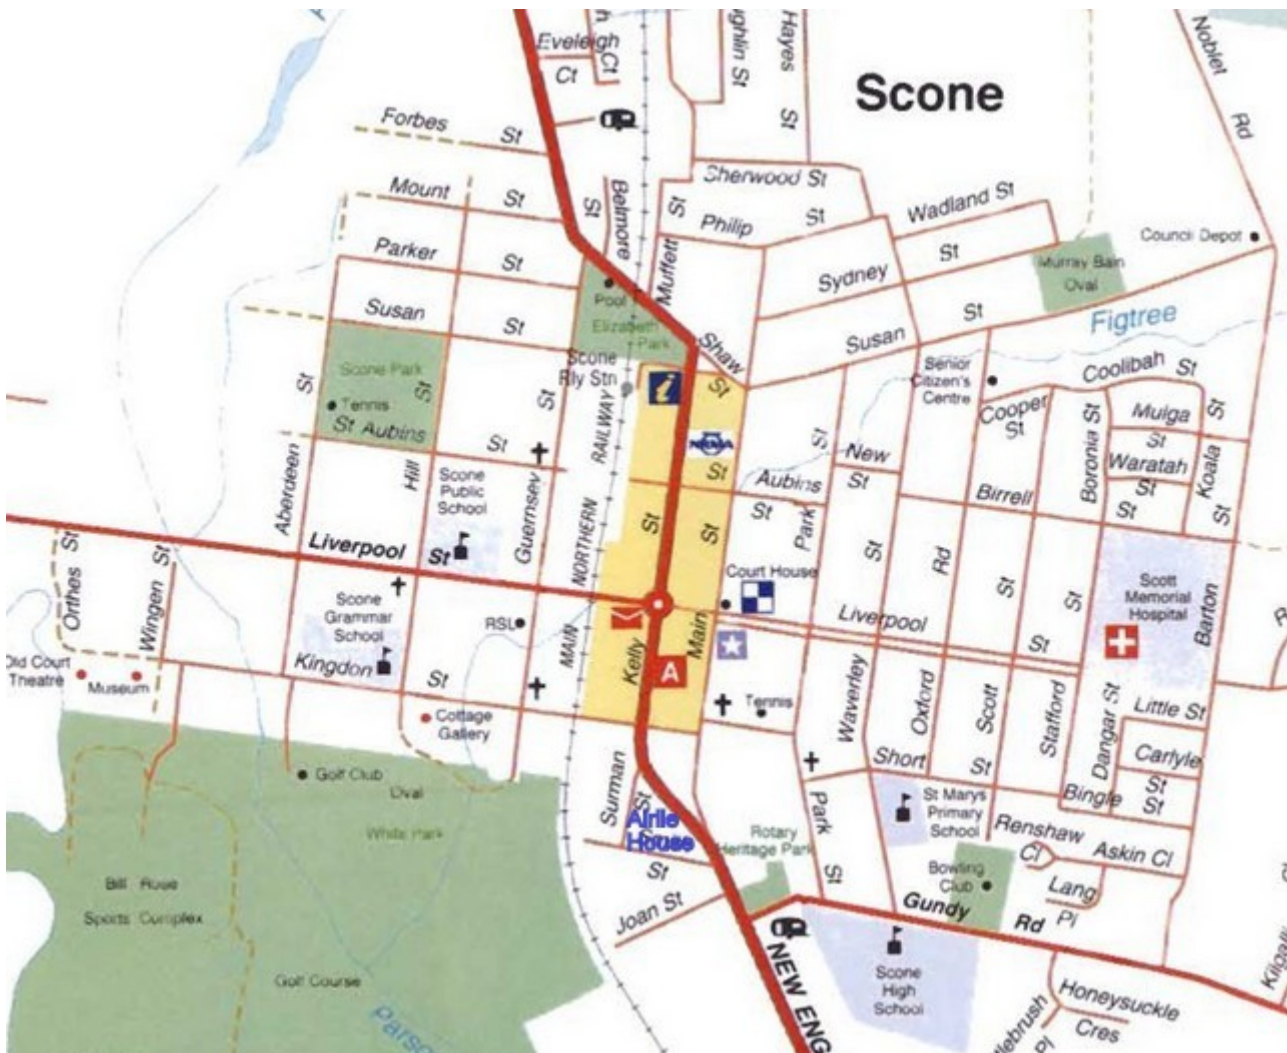 Eveleigh
Ct
Ct
Hayes
St
Scone
Noblet
Rd
Forbes
St
Mount
St
St
Belmore
St
Sherwood St
Philip
St
Wadland St
St
Council Depot
Parker
St
St
Muffett
Sydney
Murray Bain
Oval
Susan
St
Pool
Elizabeth
Park
Shaw
St
Susan
St
Figtree
Scone Park
St
Tennis
St Aubins
St
St
Scone
Rly Stn
i
Senior
Citizen's
Centre
Coolibah St
Cooper
St
Mulga
St
St
Boronia St
Waratah
St
Koala
St
RAILWAY
NRMA
St
Aubins
St
St
Park
New
St
Birrell
St
Aberdeen
Hill
Scone
Public
School
Guernsey
NORTHERN
St
St
St
Rd
St
St
Orthes St
Wingen St
Liverpool St
Scone
Grammar
School
Kingdon
St
RSL
MAIN
Court House
Liverpool
St
Scott
Memorial
Hospital
Barton
Old Court
Theatre
Museum
Kelly
A
Main
Tennis
Waverley
Oxford
Scott
Stafford
Dangar St
Little St
Cottage
Gallery
Golf Club
Oval
White Park
Surman
St
Airlie
House
St
Short
St
Bingle
St
Carlyle
St
Park
St
St Marys
Primary
School
Renshaw
Cl
Askin Cl
Rotary
Heritage Park
Bowling
Club
Lang
Pl
Bill Rose
Sports Complex
Joan St
Gundy
Rd
Golf Course
NEW ENG
Scone
High
School
Honeysuckle
Cres
Pl